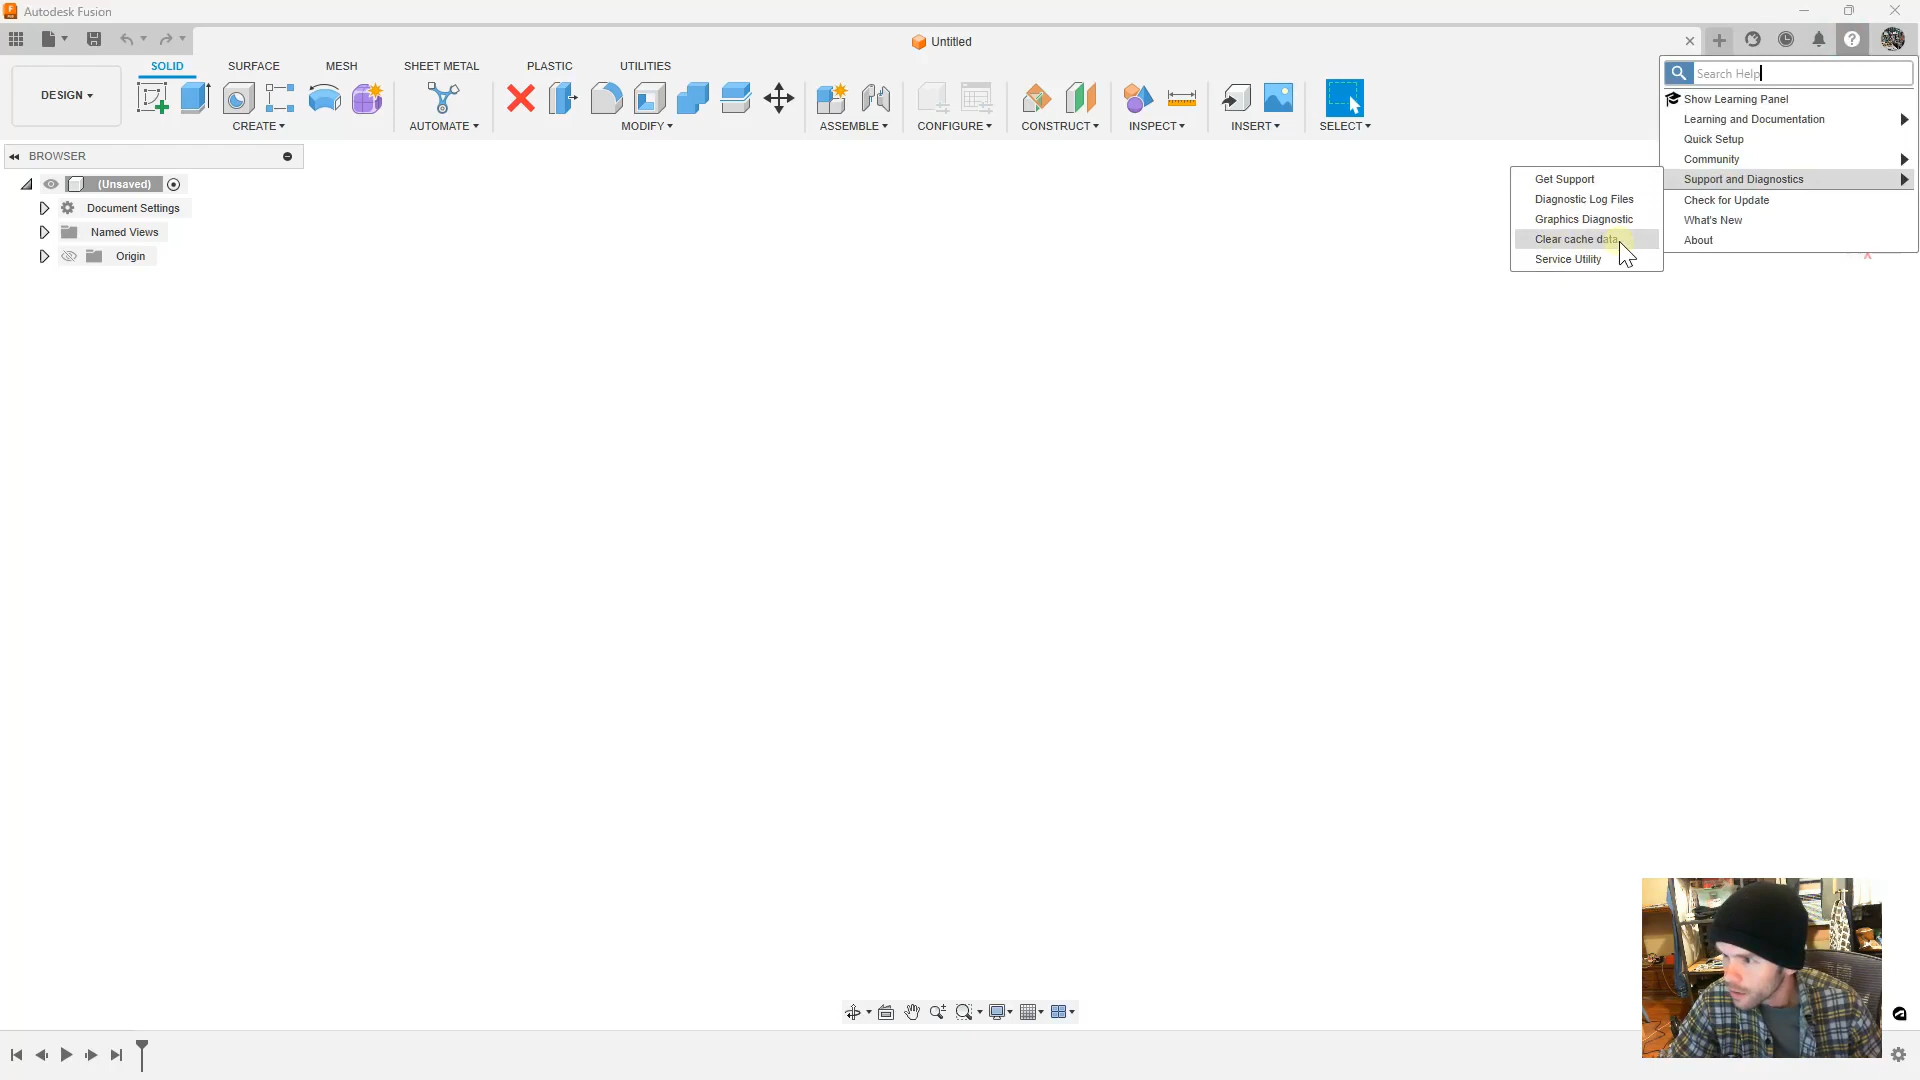 Autodesk Fusion
Untitled
SOLID SURFACE MESH SHEET METAL PLASTIC UTILITIES
DESIGN
CREATE AUTOMATE MODIFY ASSEMBLE CONFIGURE CONSTRUCT INSPECT INSERT SELECT
Search Help
Show Learning Panel
Learning and Documentation
Quick Setup
Community
Support and Diagnostics
Check for Update
What's New
About
Get Support
Diagnostic Log Files
Graphics Diagnostic
Clear cache data
Service Utility
BROWSER
(Unsaved)
Document Settings
Named Views
Origin